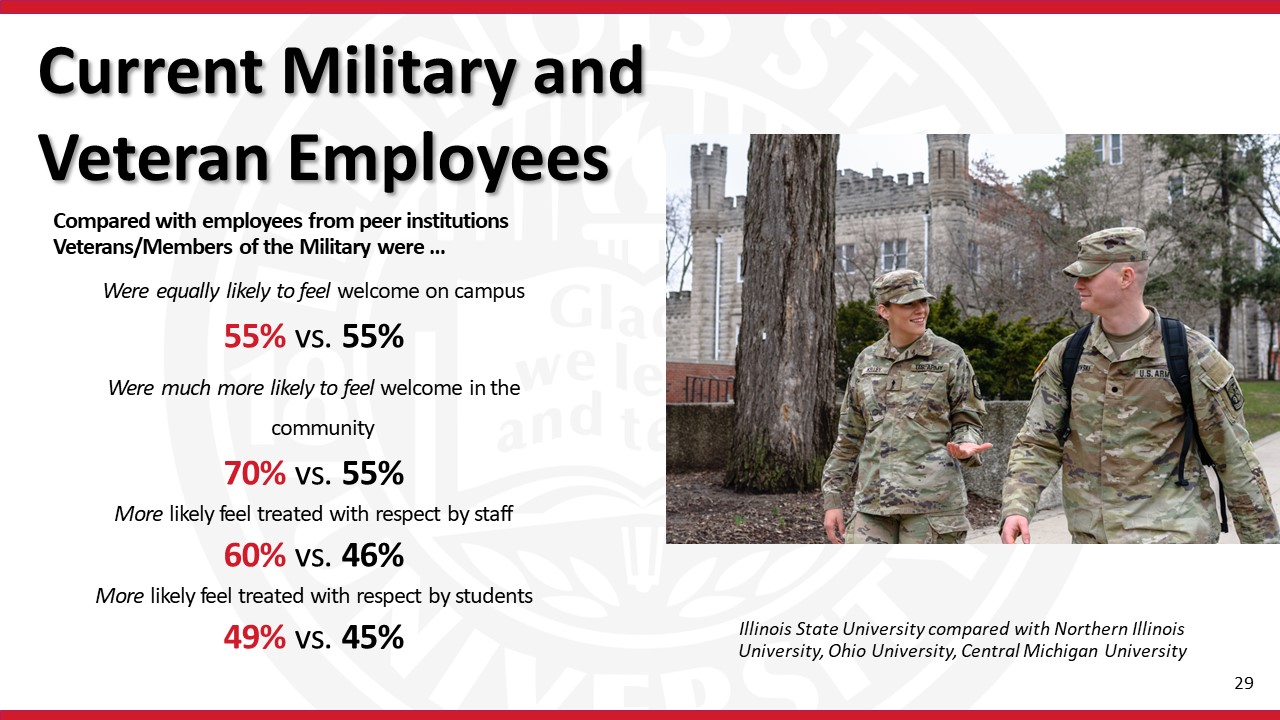 Current Military and
Veteran Employees
Compared with employees from peer institutions
Veterans/Members of the Military were ...
Were equally likely to feel welcome on campus
55% vs. 55%
Were much more likely to feel welcome in the
community
70% vs. 55%
More likely feel treated with respect by staff
60% vs. 46%
More likely feel treated with respect by students
49% vs. 45%
KELLEY
U.S. ARMY
U.S. ARM
Illinois State University compared with Northern Illinois
University, Ohio University, Central Michigan University
29